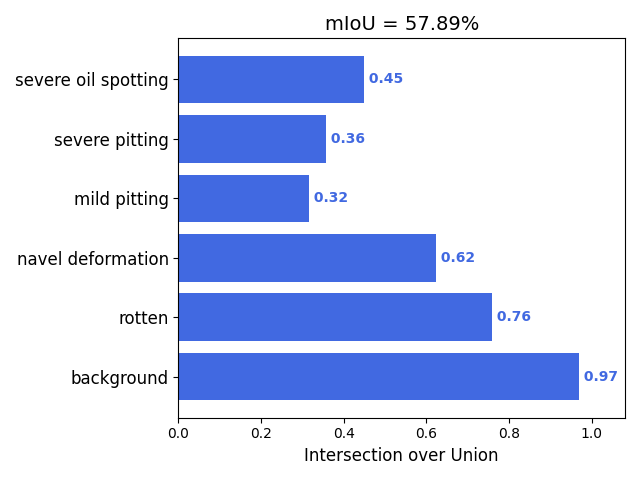 mIoU = 57.89%
severe oil spotting 0.45
severe pitting 0.36
mild pitting 0.32
navel deformation 0.62
rotten 0.76
background 0.97
0.0 0.2 0.4 0.6 0.8 1.0
Intersection over Union